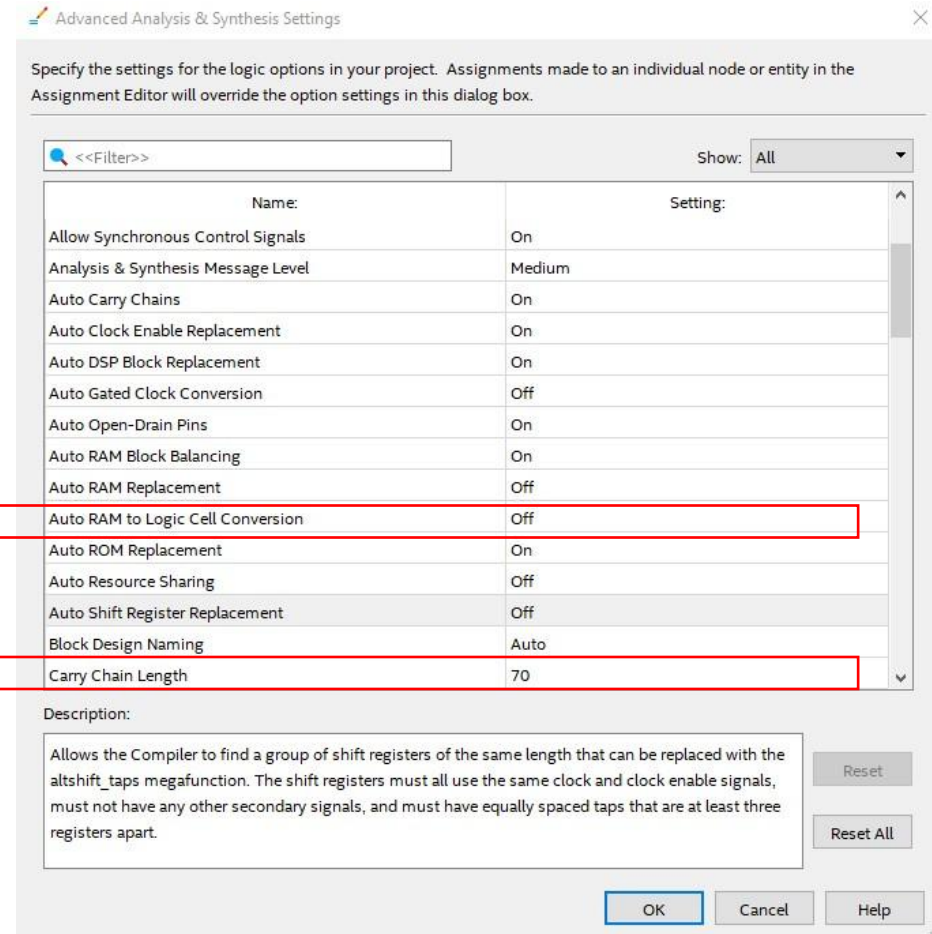 Advanced Analysis & Synthesis Settings
Specify the settings for the logic options in your project. Assignments made to an individual node or entity in the
Assignment Editor will override the option settings in this dialog box.
<<Filter>>
Show: All
Name: Setting:
Allow Synchronous Control Signals On
Analysis & Synthesis Message Level Medium
Auto Carry Chains On
Auto Clock Enable Replacement On
Auto DSP Block Replacement On
Auto Gated Clock Conversion Off
Auto Open-Drain Pins On
Auto RAM Block Balancing On
Auto RAM Replacement Off
Auto RAM to Logic Cell Conversion Off
Auto ROM Replacement On
Auto Resource Sharing Off
Auto Shift Register Replacement Off
Block Design Naming Auto
Carry Chain Length 70
Description:
Allows the Compiler to find a group of shift registers of the same length that can be replaced with the
altshift_taps megafunction. The shift registers must all use the same clock and clock enable signals,
must not have any other secondary signals, and must have equally spaced taps that are at least three
registers apart.
Reset
Reset All
OK Cancel Help